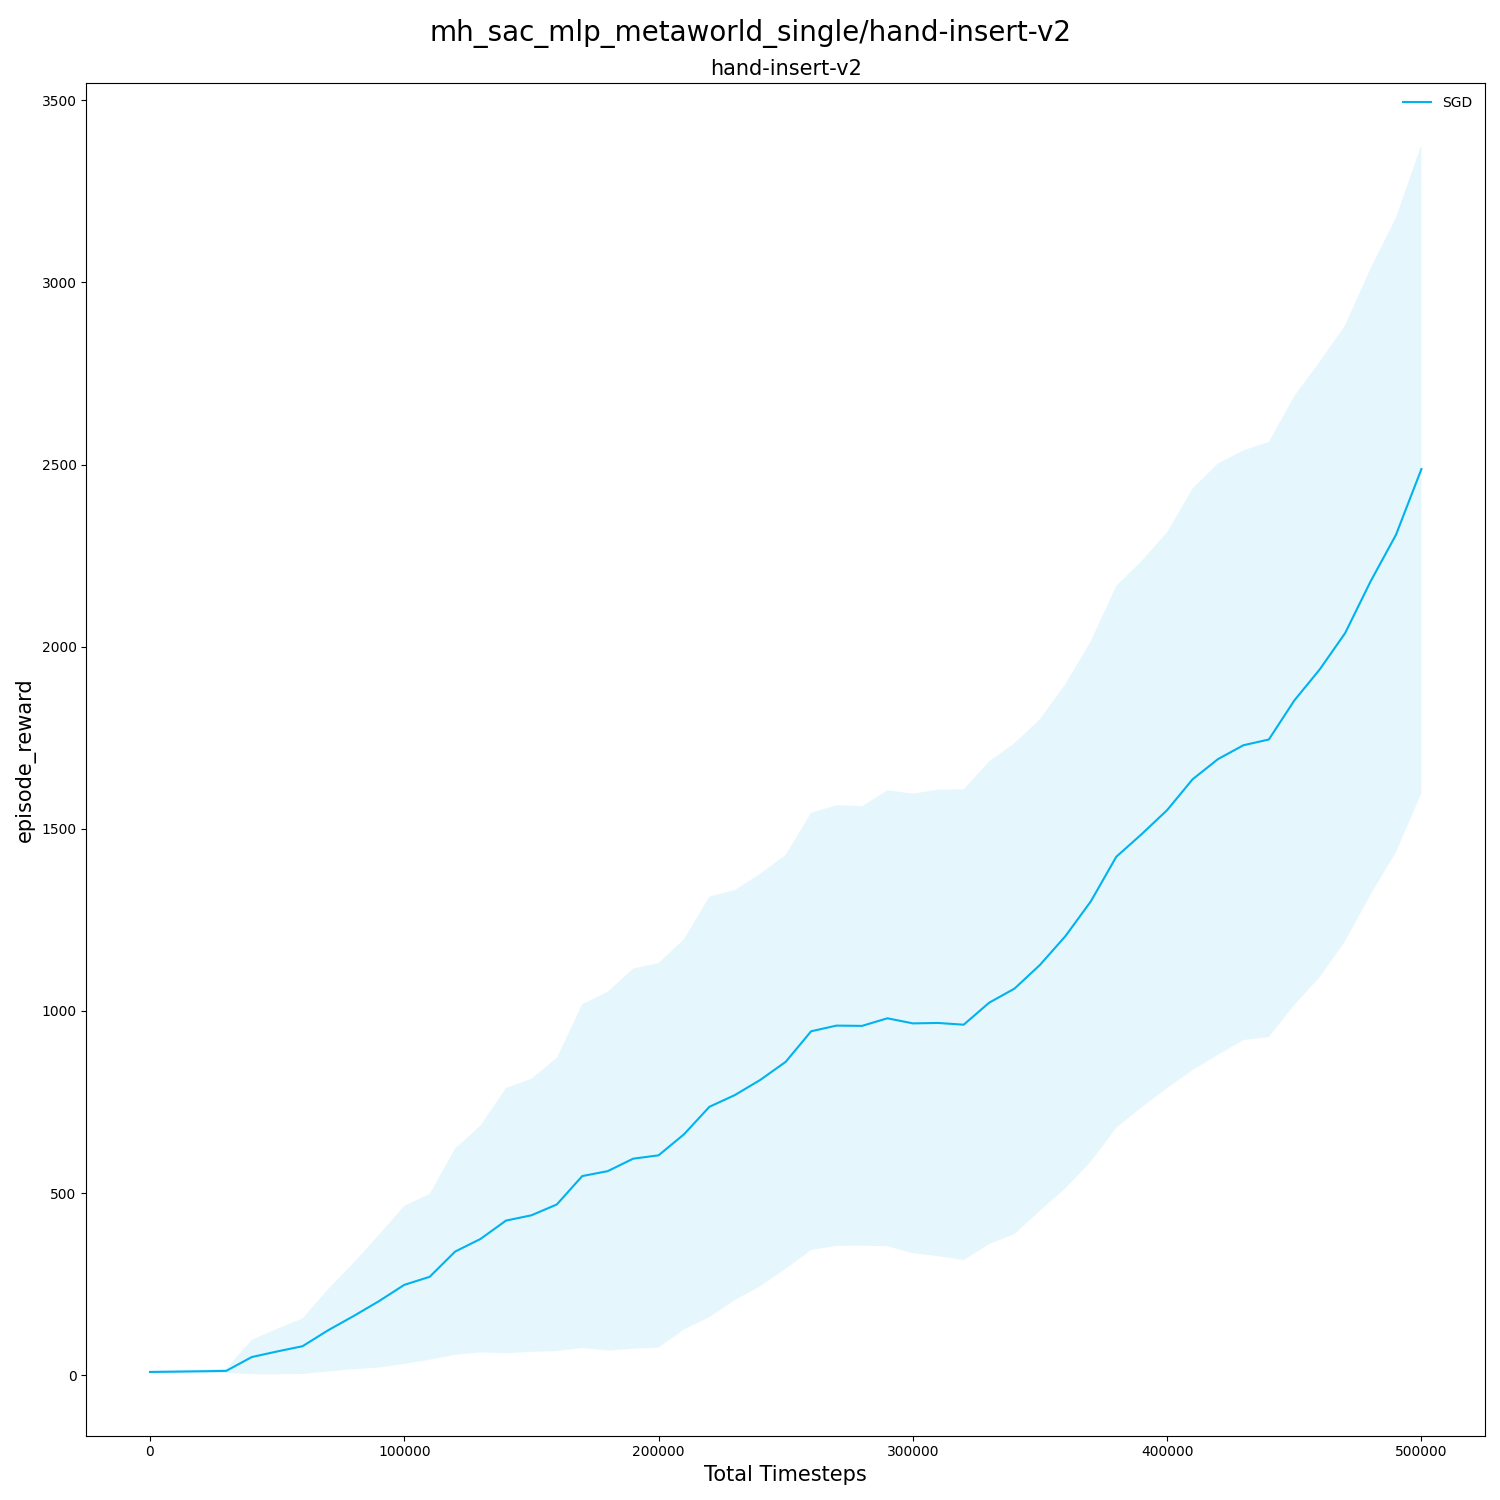 mh_sac_mlp_metaworld_single/hand-insert-v2
hand-insert-v2
SGD
3500
3000
2500
2000
1500
1000
500
0
episode_reward
0 100000 200000 300000 400000 500000
Total Timesteps